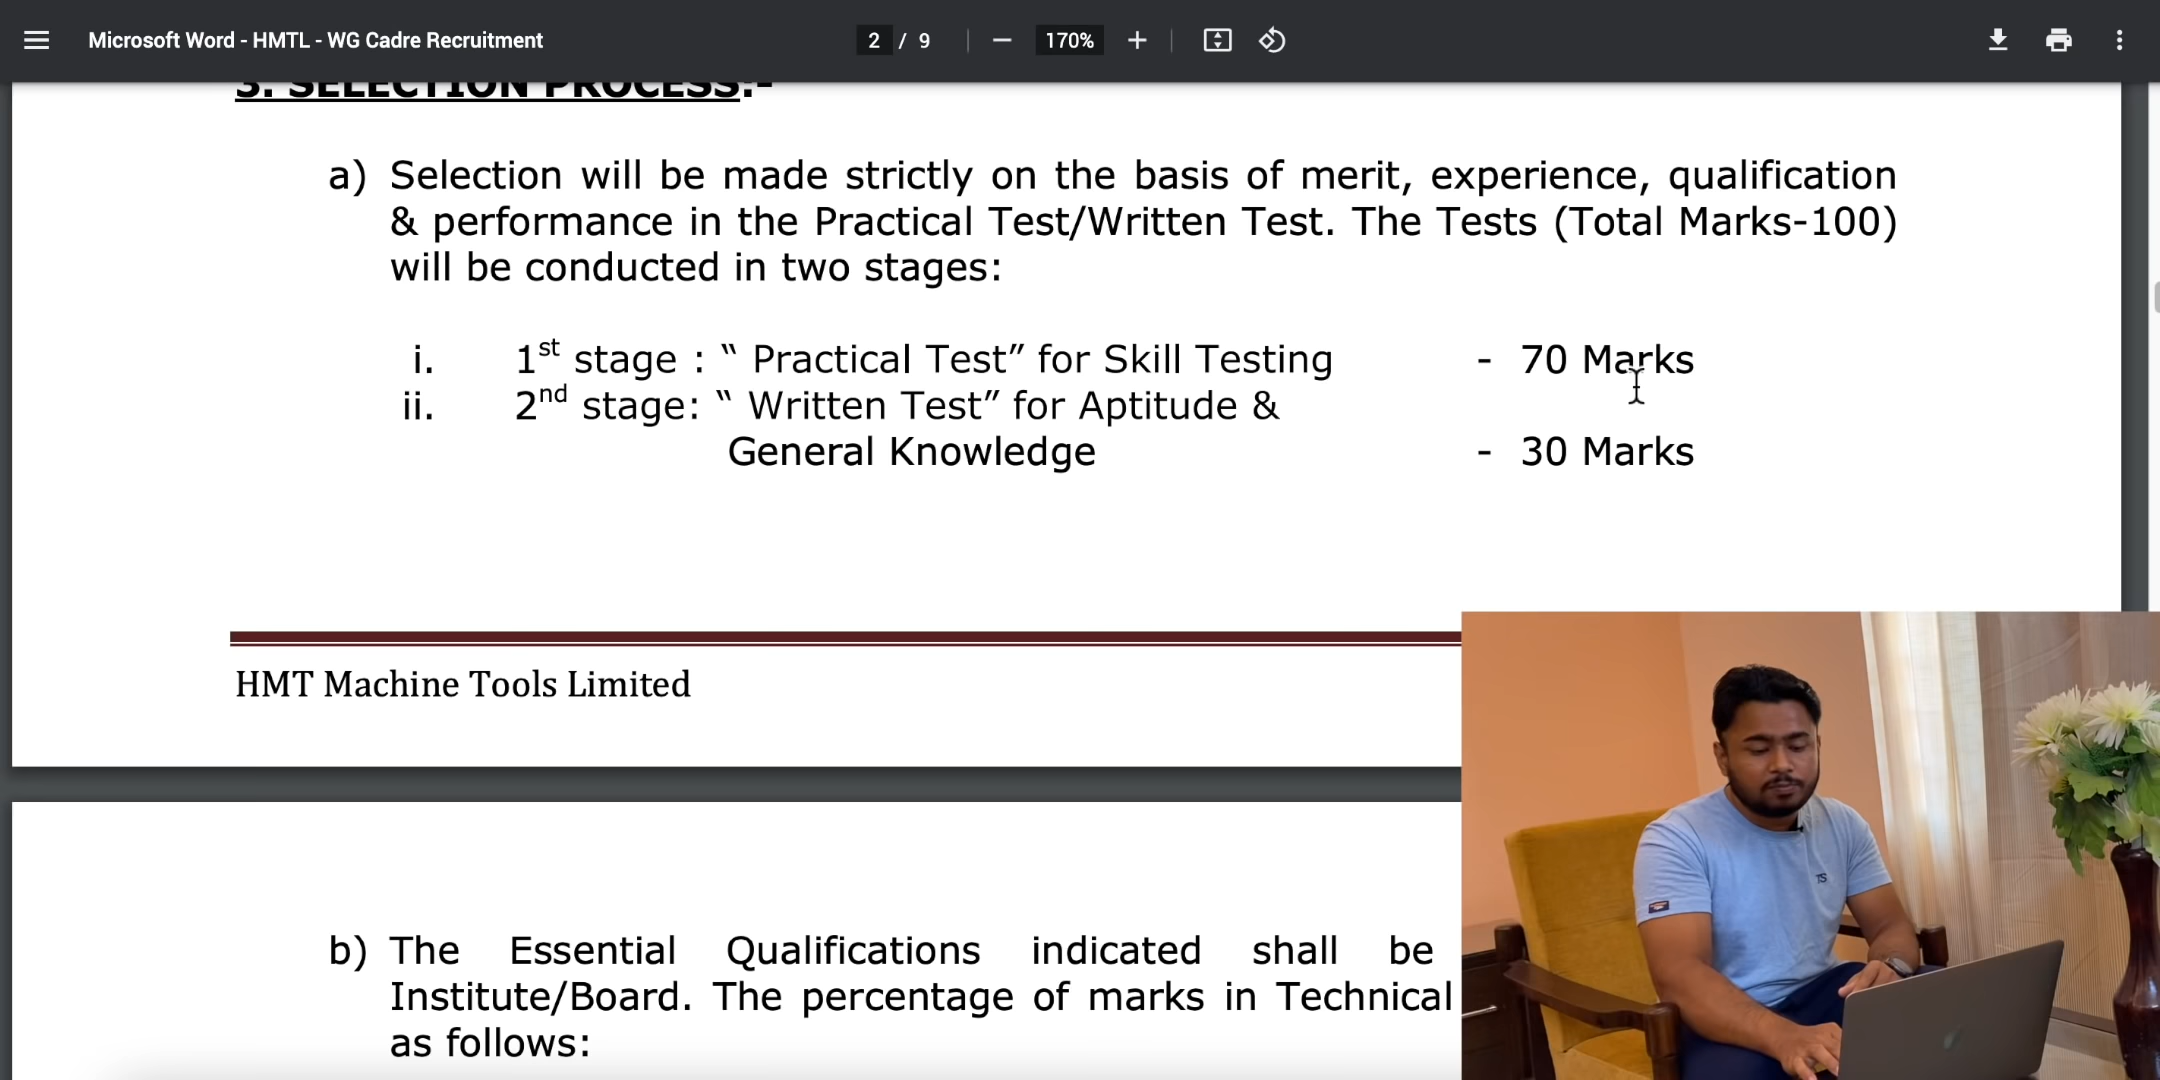 Microsoft Word - HMTL - WG Cadre Recruitment
2 / 9
170%
3. SELECTION PROCESS:-
a) Selection will be made strictly on the basis of merit, experience, qualification
& performance in the Practical Test/Written Test. The Tests (Total Marks-100)
will be conducted in two stages:
i. 1st stage : “ Practical Test” for Skill Testing - 70 Marks
ii. 2nd stage: “ Written Test” for Aptitude &
General Knowledge - 30 Marks
HMT Machine Tools Limited
TS
b) The Essential Qualifications indicated shall be
Institute/Board. The percentage of marks in Technical
as follows: